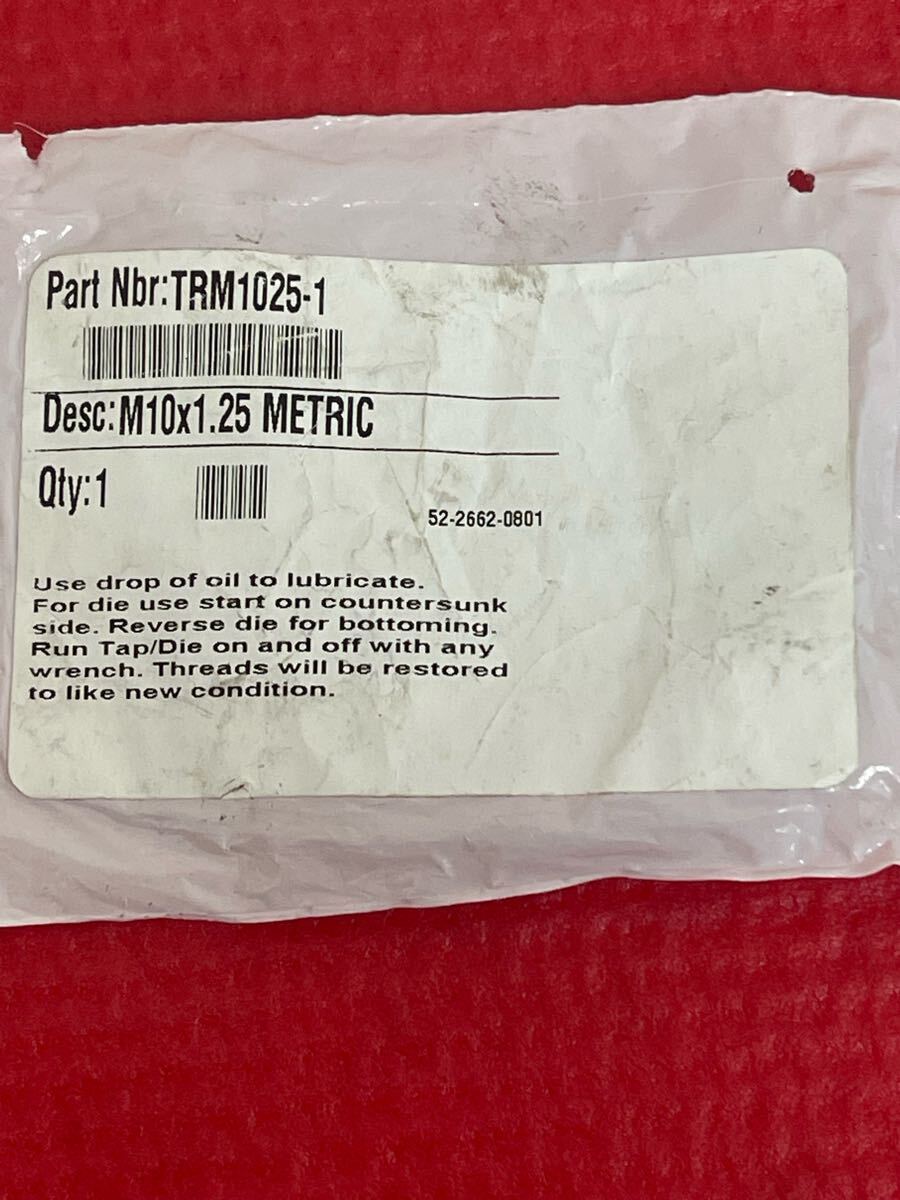 Part Nbr:TRM1025-1
Desc:M10x1.25 METRIC
Qty:1
52-2662-0801
Use drop of oil to lubricate.
For die use start on countersunk
side. Reverse die for bottoming.
Run Tap/Die on and off with any
wrench. Threads will be restored
to like new condition.